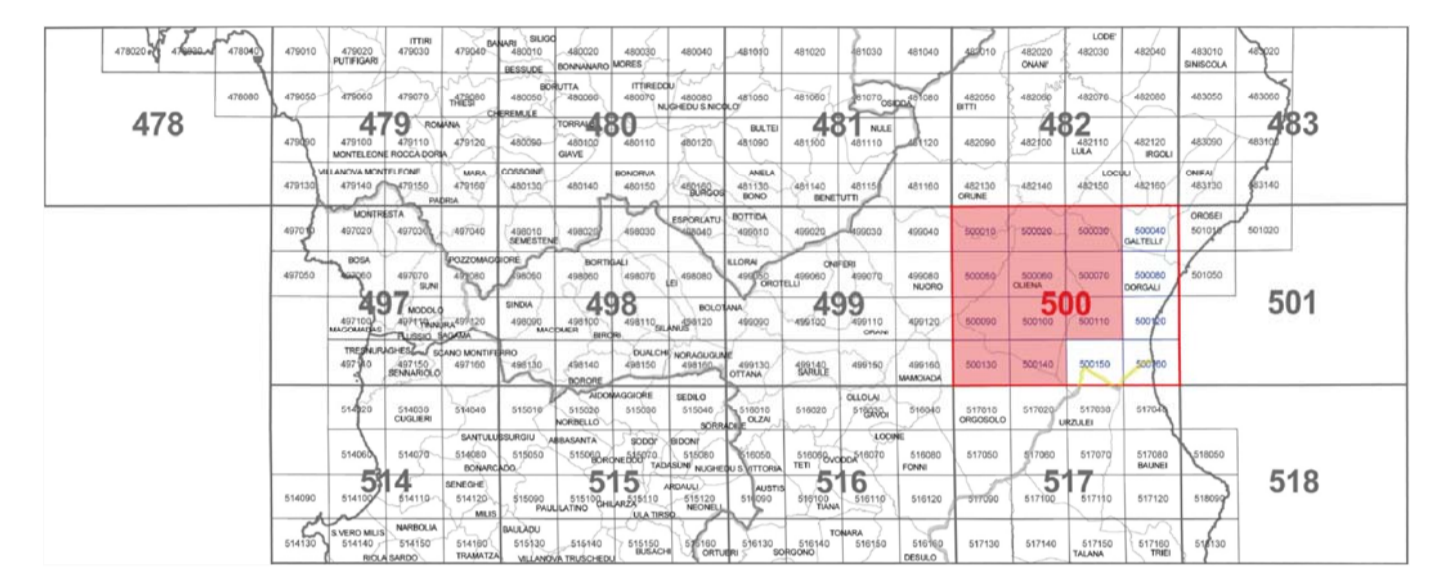 ITTIRI BANARI SILIGO LODE'
478020 478030 478040 479010 479020 479030 479040 480010 480020 480030 480040 481010 481020 481030 481040 482010 482020 482030 482040 483010 483020
PUTIFIGARI BESSUDE BONNANARO MORES ONANI' SINISCOLA
BORUTTA ITTIREDDU
478080 479050 479060 479070 479080 480050 480060 480070 480080 481050 481060 481070 481080 482050 482060 482070 482080 483050 483060
THIESI NUGHEDU S.NICOLO' OSIDDA BITTI
CHEREMULE
478 479 480 481 482 483
ROMANA TORRALBA BULTEI NULE
479090 479100 479110 479120 480090 480100 480110 480120 481090 481100 481110 481120 482090 482100 482110 482120 483090 483100
MONTELEONE ROCCA DORIA GIAVE LULA IRGOLI
VILLANOVA MONTELEONE MARA COSSOINE BONORVA ANELA LOCULI ONIFAI
479130 479140 479150 479160 480130 480140 480150 480160 481130 481140 481150 481160 482130 482140 482150 482160 483130 483140
PADRIA BURGOS BONO BENETUTTI ORUNE
MONTRESTA ESPORLATU BOTTIDA OROSEI
497010 497020 497030 497040 498010 498020 498030 498040 499010 499020 499030 499040 500010 500020 500030 500040 501010 501020
SEMESTENE GALTELLI'
BOSA POZZOMAGGIORE BORTIGALI ILLORAI ONIFERI
497050 497060 497070 497080 498050 498060 498070 498080 499050 499060 499070 499080 500050 500060 500070 500080 501050
SUNI LEI OROTELLI NUORO OLIENA DORGALI
497 498 499 500 501
MODOLO SINDIA BOLOTANA
497100 497110 497120 498090 498100 498110 498120 499090 499100 499110 499120 500090 500100 500110 500120
MAGOMADAS TINNURA FLUSSIO SAGAMA MACOMER BIRORI SILANUS ORANI
TRESNURAGHES SCANO MONTIFERRO DUALCHI NORAGUGUME
497140 497150 497160 498130 498140 498150 498160 499130 499140 499150 499160 500130 500140 500150 500160
SENNARIOLO BORORE OTTANA SARULE MAMOIADA
AIDOMAGGIORE SEDILO OLLOLAI
514020 514030 514040 515010 515020 515030 515040 516010 516020 516030 516040 517010 517020 517030 517040
CUGLIERI NORBELLO SORRADILE OLZAI GAVOI ORGOSOLO URZULEI
SANTULUSSURGIU ABBASANTA BODOI' BIDONI' LODINE
514060 514070 514080 515050 515060 515070 515080 516050 516060 516070 516080 517050 517060 517070 517080 518050
BONARCADO BORONEDDU TADASUNI NUGHEDU S. VITTORIA TETI OVODDA FONNI BAUNEI
514 515 516 517 518
SENEGHE ARDAULI AUSTIS
514090 514100 514110 514120 515090 515100 515110 515120 516090 516100 516110 516120 517090 517100 517110 517120 518090
MILIS PAULILATINO GHILARZA ULA TIRSO NEONELI TIANA
S.VERO MILIS NARBOLIA BAULADU TONARA
514130 514140 514150 514160 515130 515140 515150 515160 516130 516140 516150 516160 517130 517140 517150 517160 518130
RIOLA SARDO TRAMATZA VILLANOVA TRUSCHEDU BUSACHI ORTUERI SORGONO DESULO TALANA TRIEI